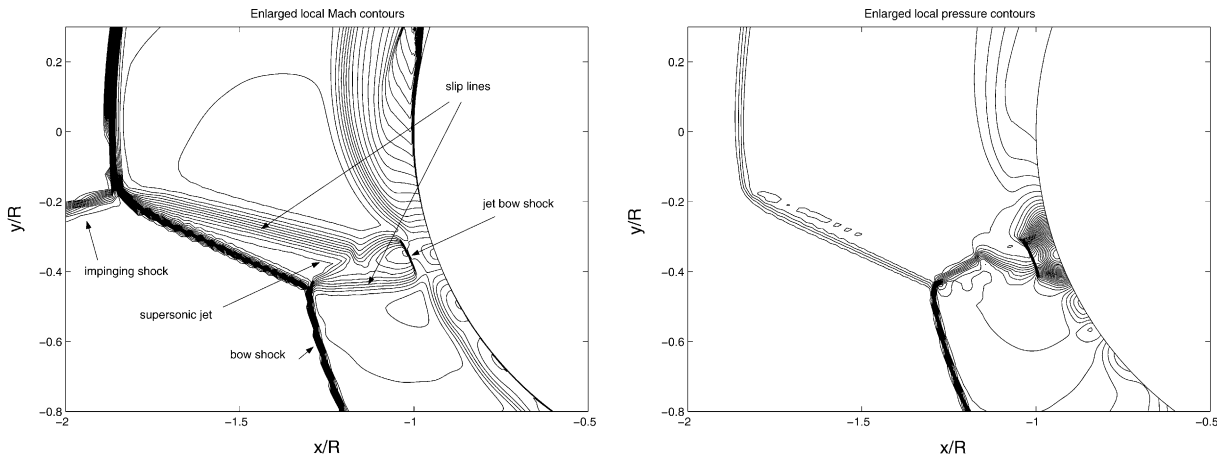 Enlarged local Mach contours
0.2
0
−0.2
−0.4
−0.6
−0.8
y/R
−2
−1.5
−1
−0.5
x/R
slip lines
jet bow shock
impinging shock
supersonic jet
bow shock
Enlarged local pressure contours
0.2
0
−0.2
−0.4
−0.6
−0.8
y/R
−2
−1.5
−1
−0.5
x/R